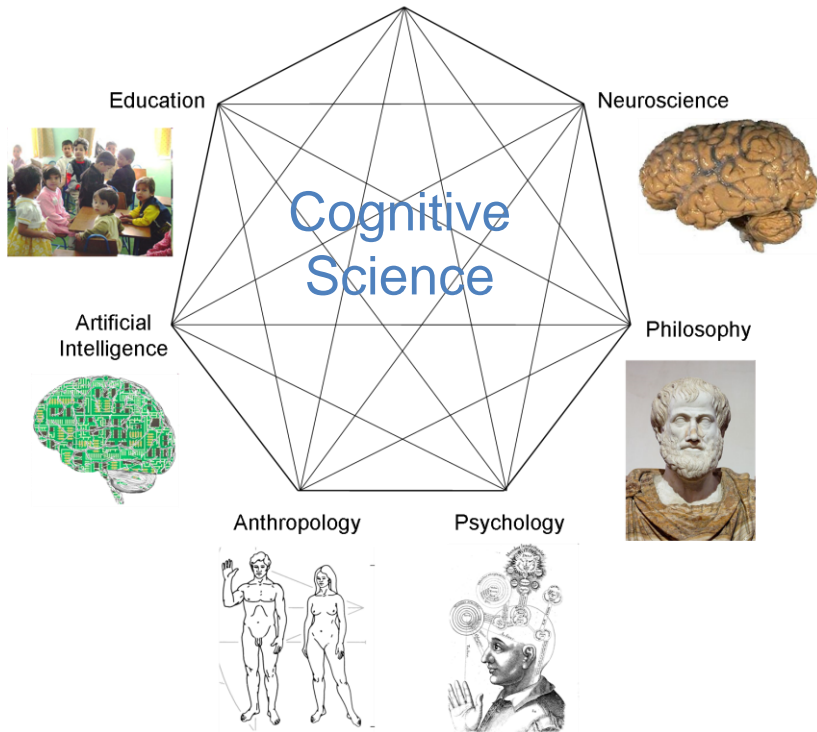 Education
Neuroscience
Cognitive
Science
Artificial
Intelligence
Philosophy
Anthropology
Psychology